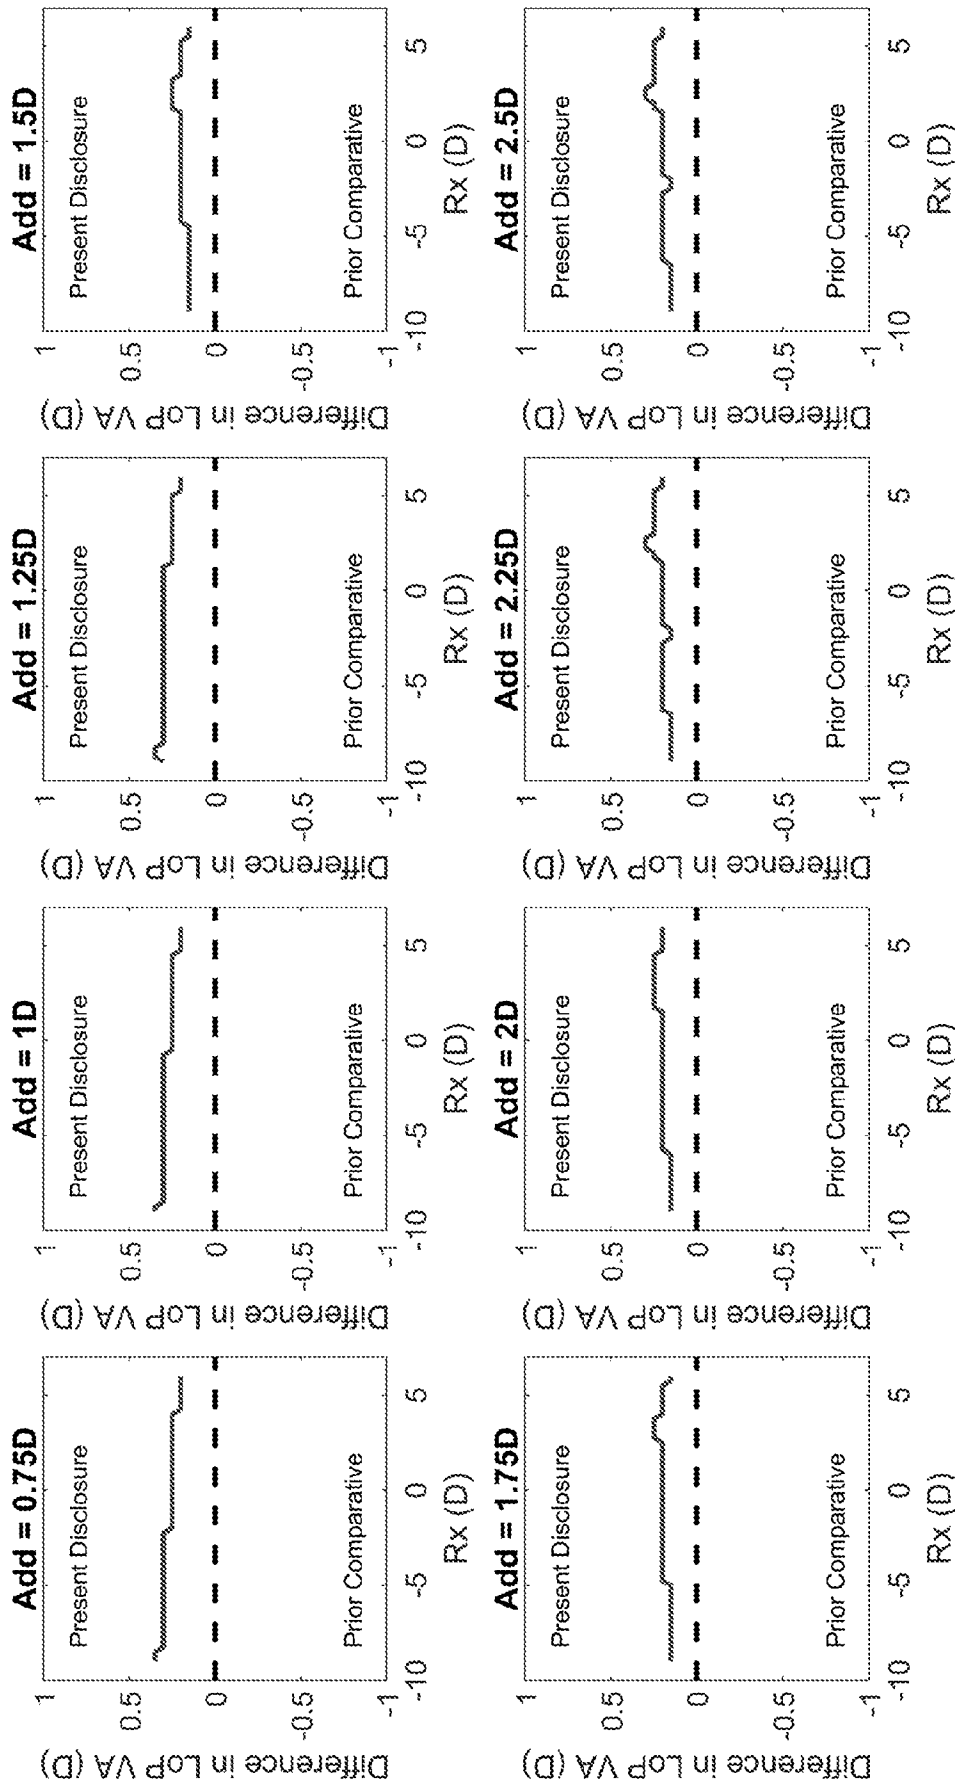 Add = 0.75D
Present Disclosure
Prior Comparative
1
0.5
0
-0.5
-1
-10
-5
0
5
Difference in LoP VA (D)
Rx (D)
Add = 1D
Present Disclosure
Prior Comparative
1
0.5
0
-0.5
-1
-10
-5
0
5
Difference in LoP VA (D)
Rx (D)
Add = 1.25D
Present Disclosure
Prior Comparative
1
0.5
0
-0.5
-1
-10
-5
0
5
Difference in LoP VA (D)
Rx (D)
Add = 1.5D
Present Disclosure
Prior Comparative
1
0.5
0
-0.5
-1
-10
-5
0
5
Difference in LoP VA (D)
Rx (D)
Add = 1.75D
Present Disclosure
Prior Comparative
1
0.5
0
-0.5
-1
-10
-5
0
5
Difference in LoP VA (D)
Rx (D)
Add = 2D
Present Disclosure
Prior Comparative
1
0.5
0
-0.5
-1
-10
-5
0
5
Difference in LoP VA (D)
Rx (D)
Add = 2.25D
Present Disclosure
Prior Comparative
1
0.5
0
-0.5
-1
-10
-5
0
5
Difference in LoP VA (D)
Rx (D)
Add = 2.5D
Present Disclosure
Prior Comparative
1
0.5
0
-0.5
-1
-10
-5
0
5
Difference in LoP VA (D)
Rx (D)